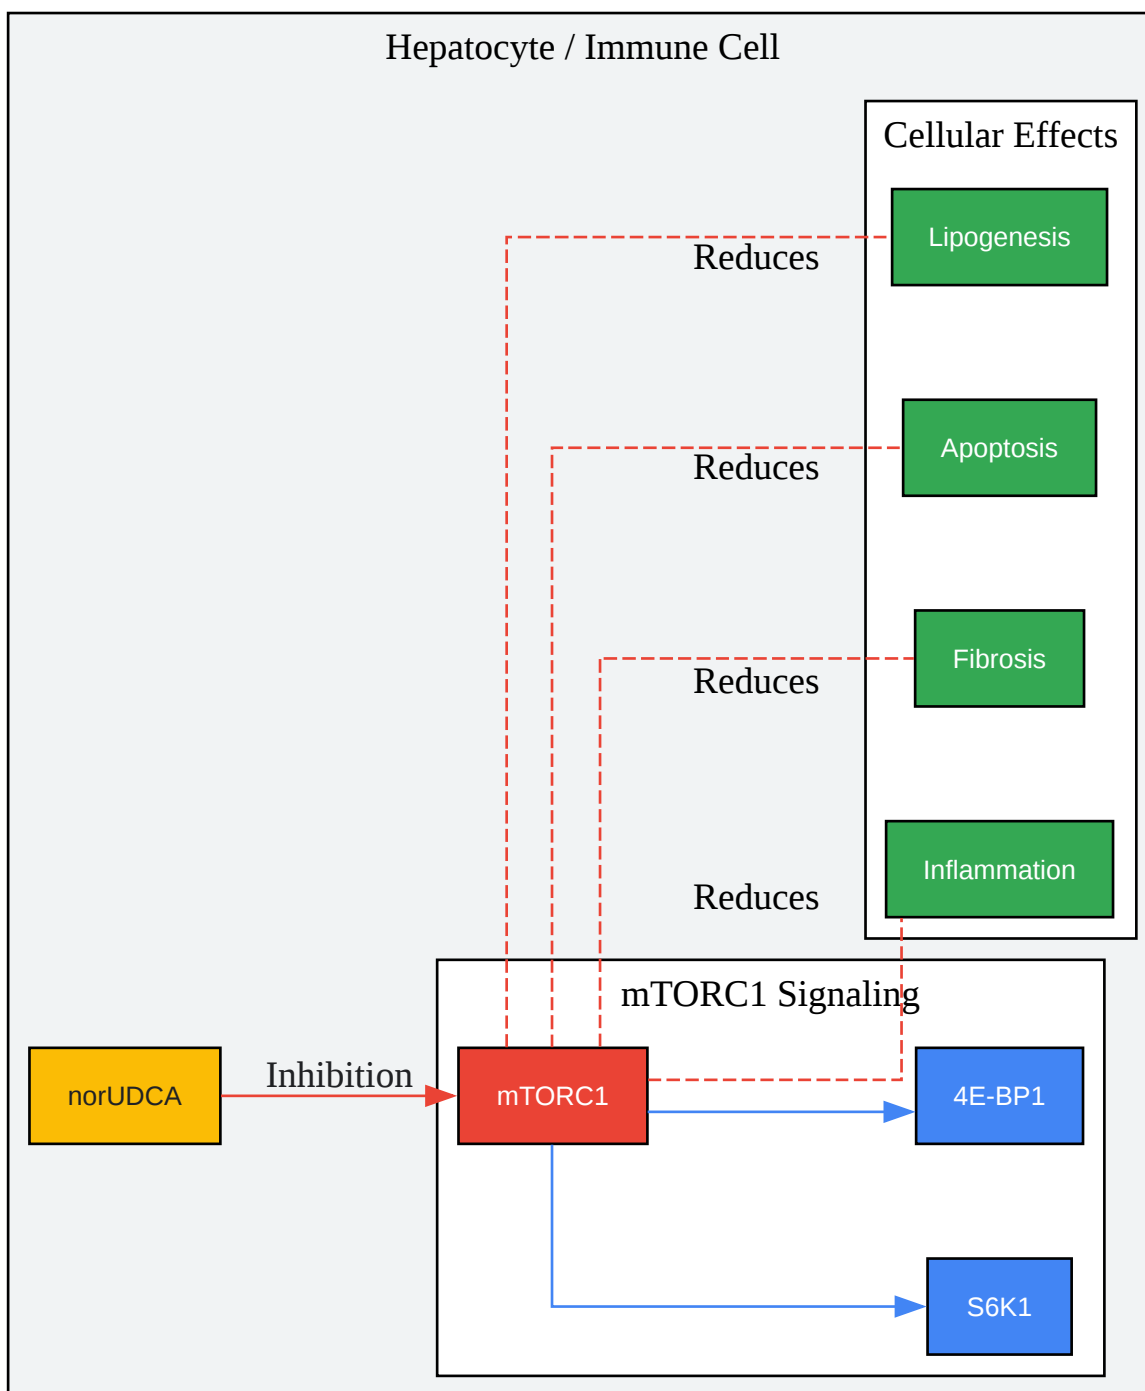 Hepatocyte / Immune Cell
Cellular Effects
Lipogenesis
Reduces
Apoptosis
Reduces
Fibrosis
Reduces
Inflammation
Reduces
mTORC1 Signaling
norUDCA
Inhibition
mTORC1
4E-BP1
S6K1